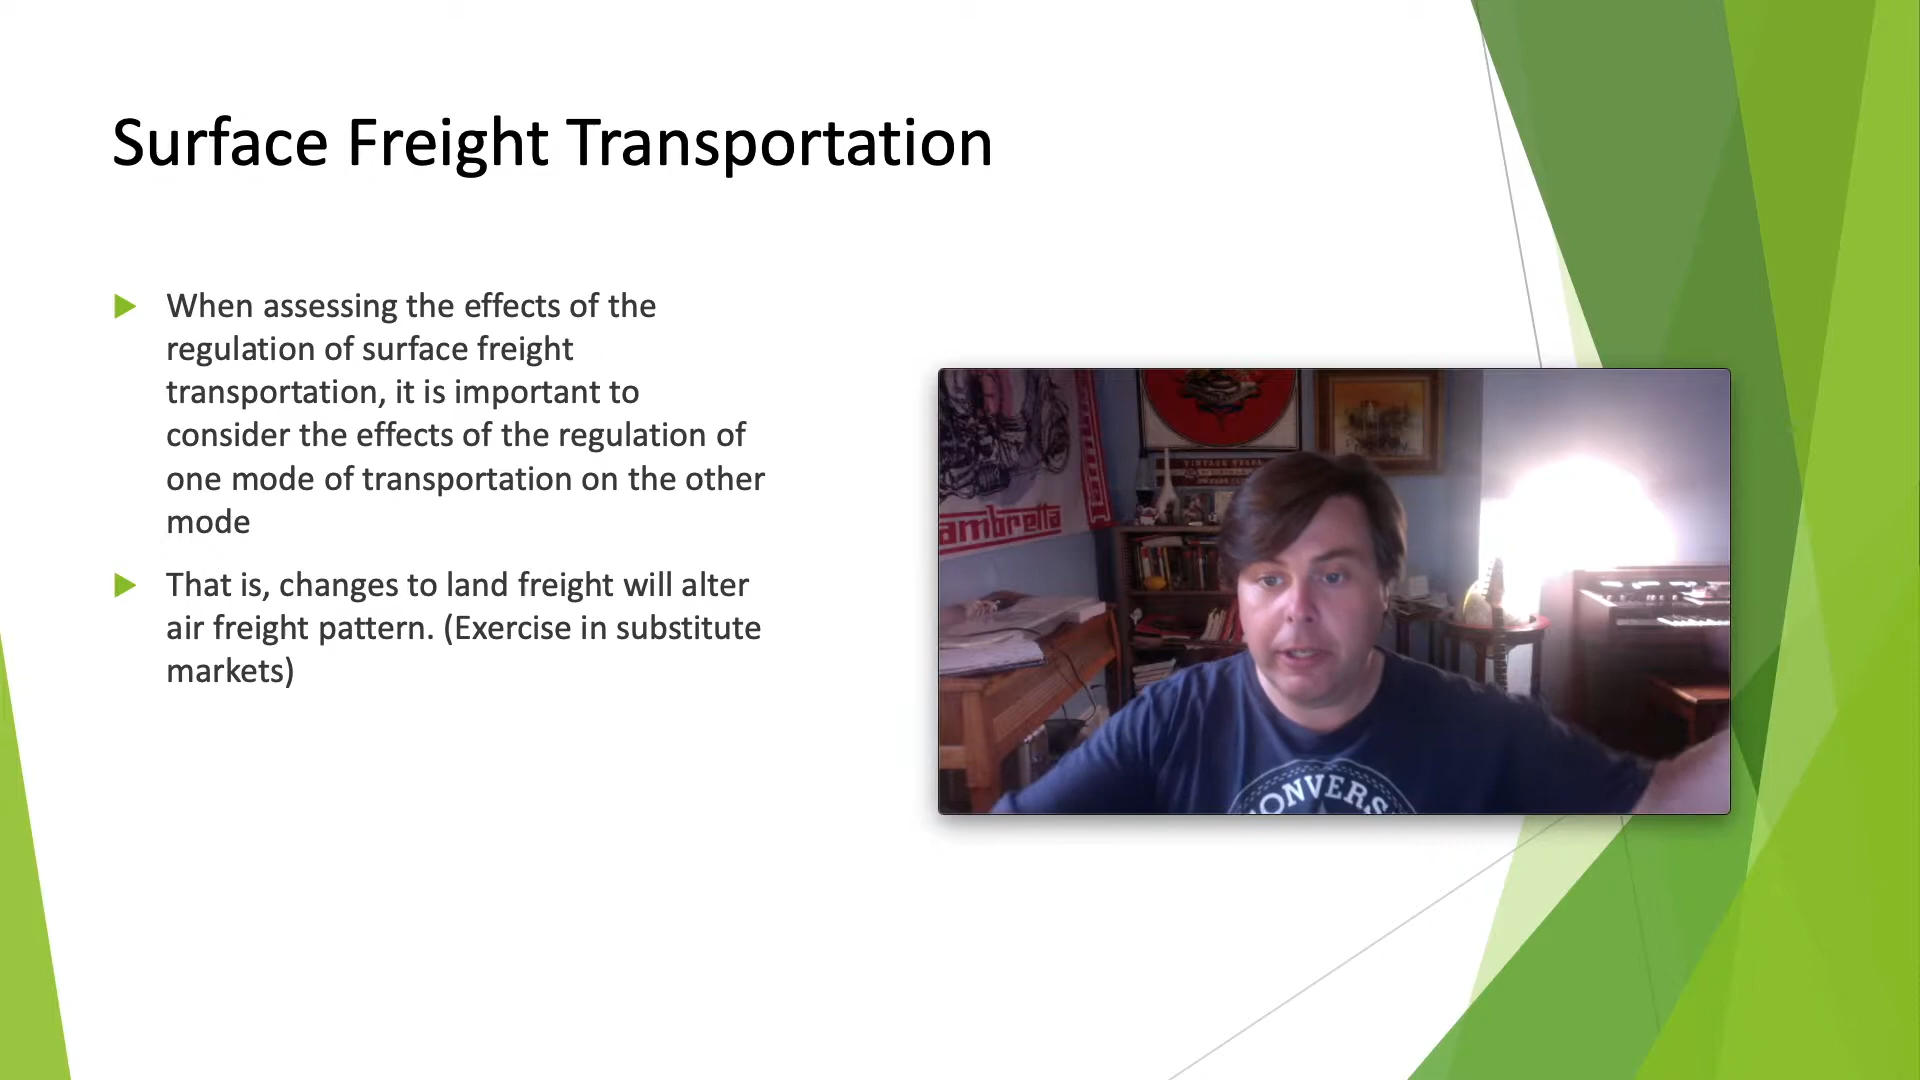 Surface Freight Transportation
When assessing the effects of the
regulation of surface freight
transportation, it is important to
consider the effects of the regulation of
one mode of transportation on the other
mode
That is, changes to land freight will alter
air freight pattern. (Exercise in substitute
markets)
ambretta
VINTAGE VESPA
ONVERS